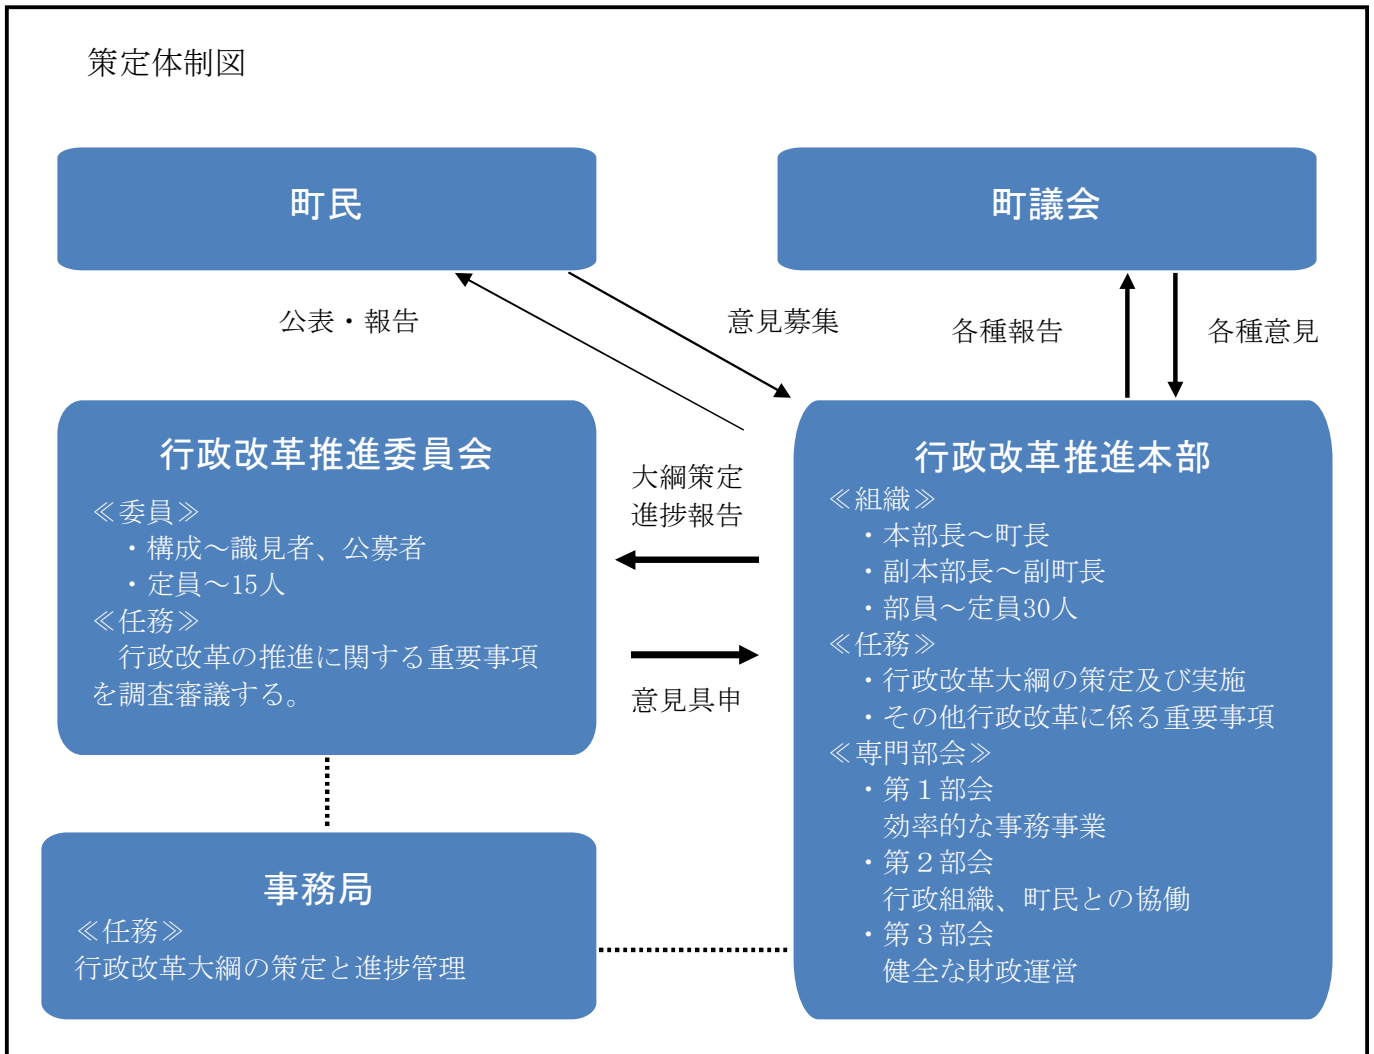 策定体制図
町民
町議会
公表・報告
意見募集
各種報告
各種意見
行政改革推進委員会
≪委員≫
・構成～識見者、公募者
・定員～15人
≪任務≫
行政改革の推進に関する重要事項
を調査審議する。
大綱策定
進捗報告
意見具申
行政改革推進本部
≪組織≫
・本部長～町長
・副本部長～副町長
・部員～定員30人
≪任務≫
・行政改革大綱の策定及び実施
・その他行政改革に係る重要事項
≪専門部会≫
・第１部会
効率的な事務事業
・第２部会
行政組織、町民との協働
・第３部会
健全な財政運営
事務局
≪任務≫
行政改革大綱の策定と進捗管理